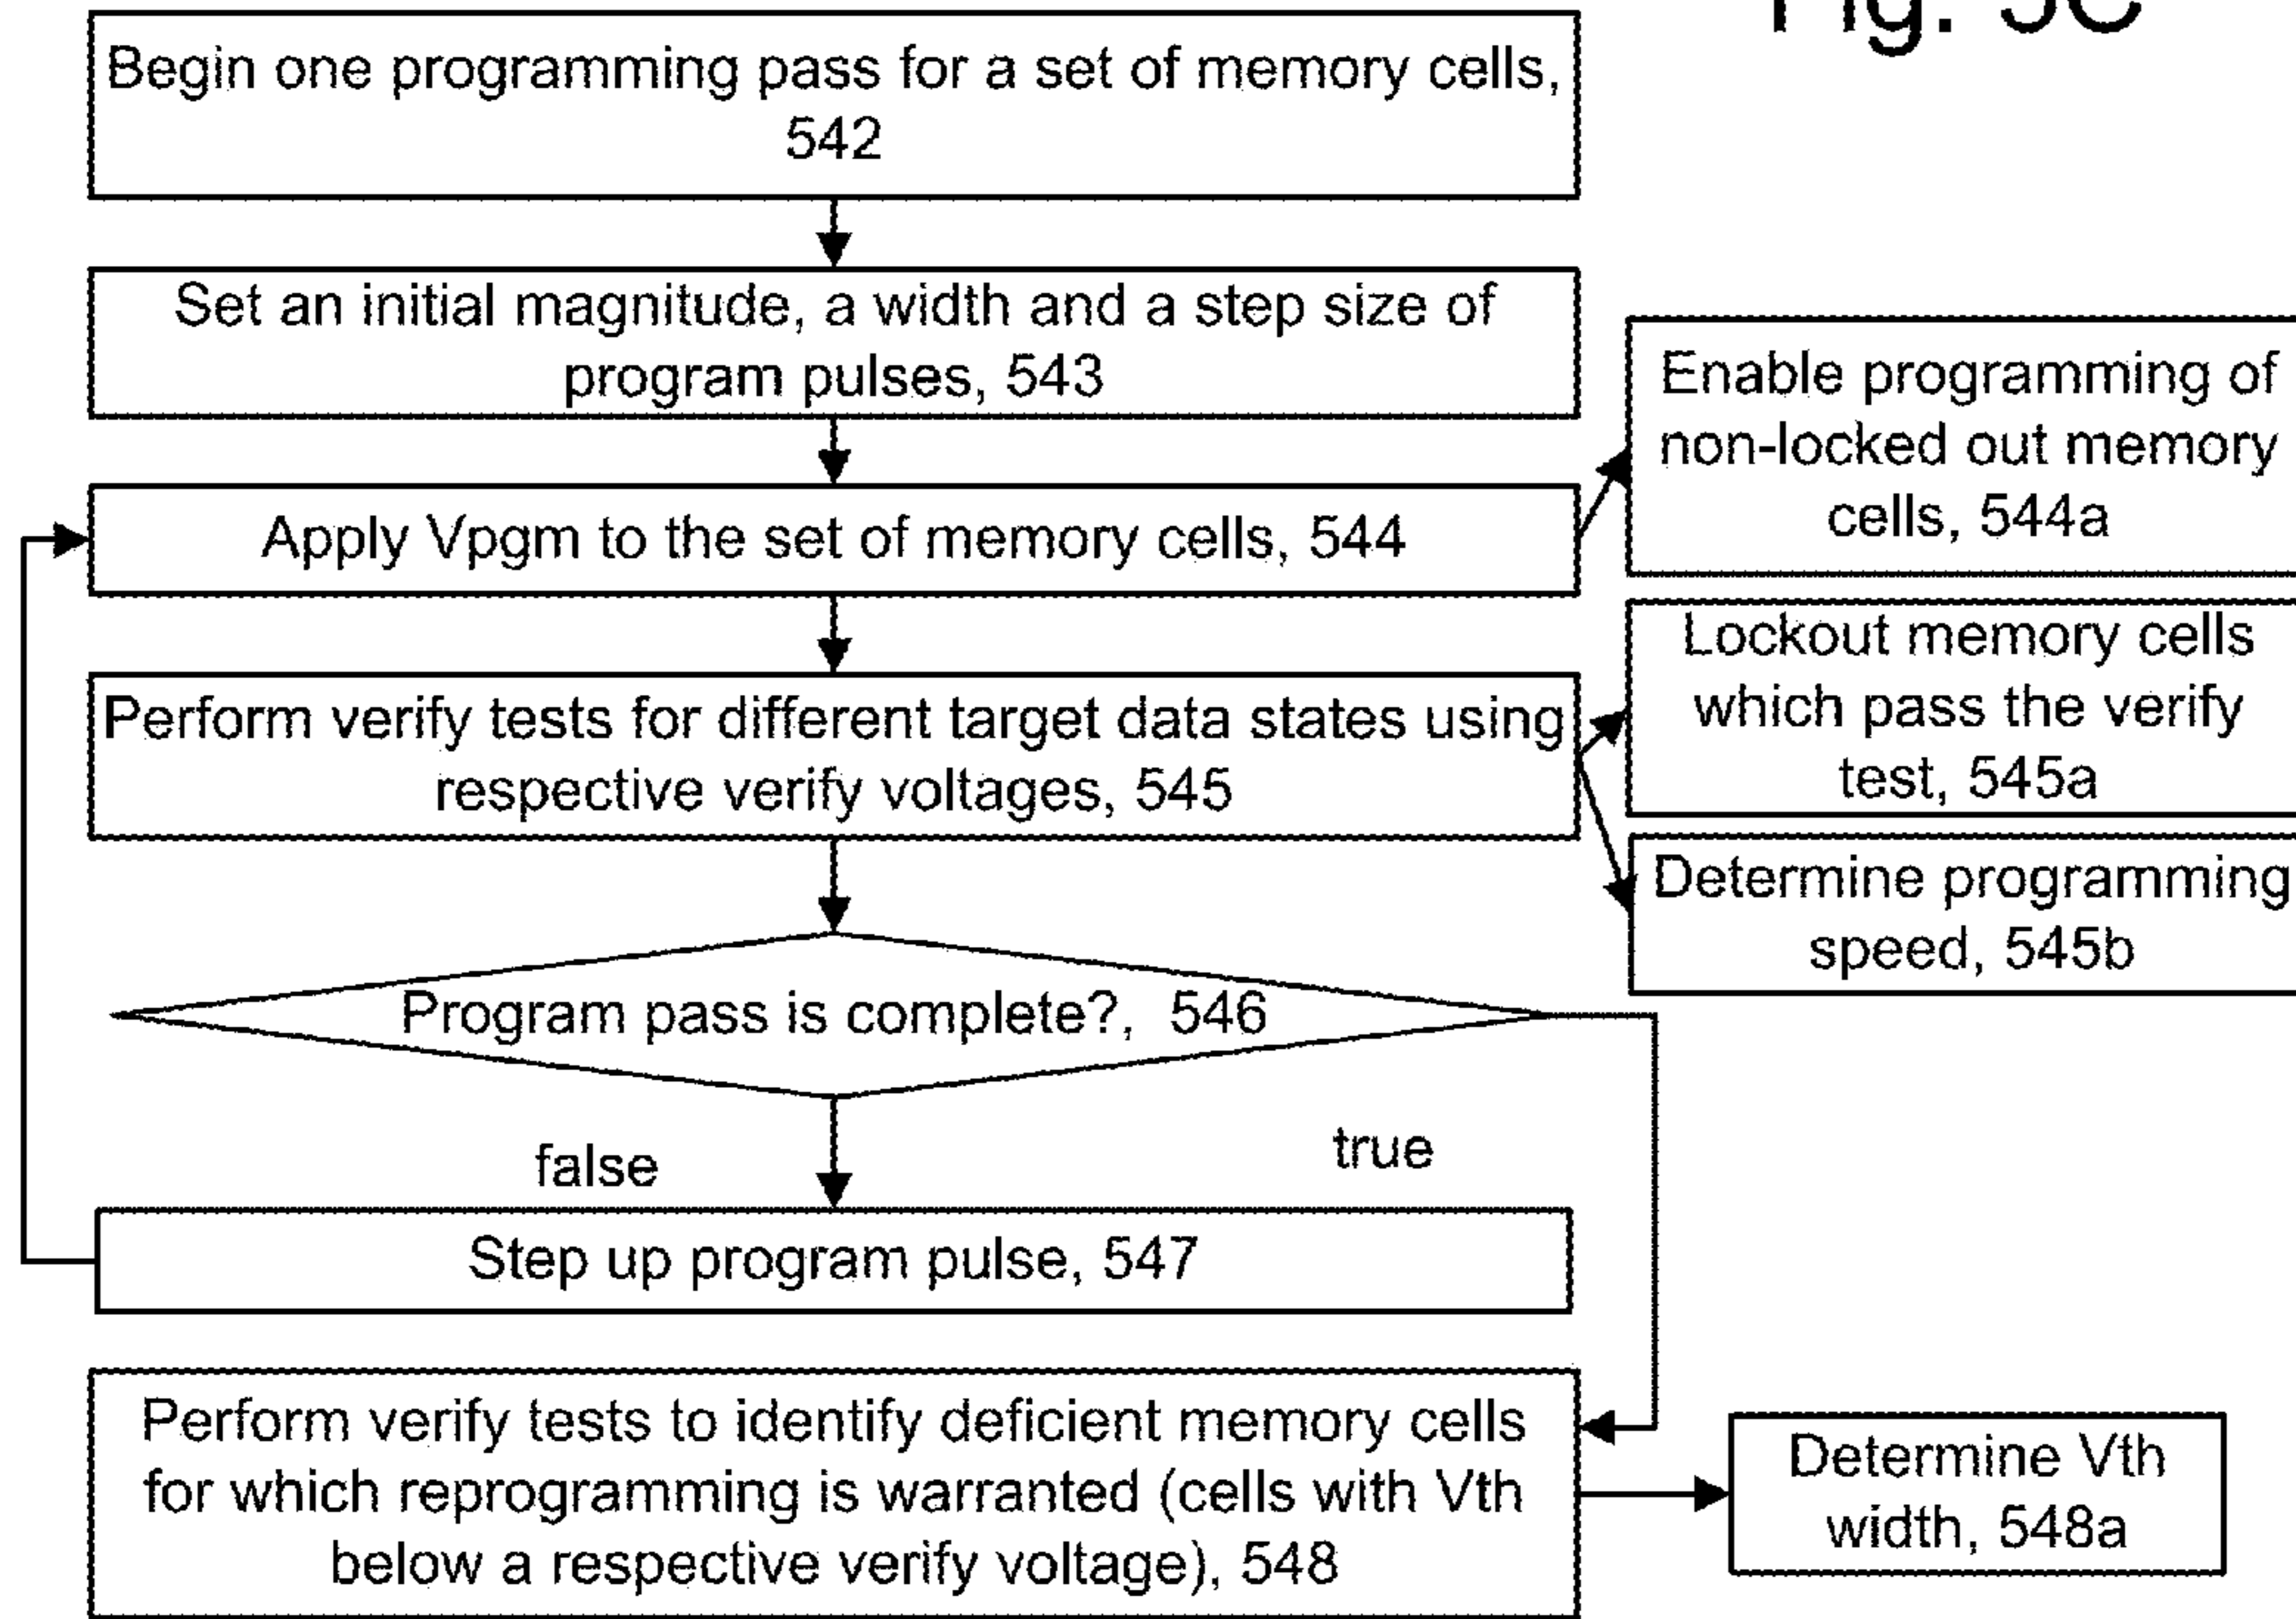 Fig. 5C
Begin one programming pass for a set of memory cells,
542
Set an initial magnitude, a width and a step size of
program pulses, 543
Enable programming of
non-locked out memory
cells, 544a
Apply Vpgm to the set of memory cells, 544
Lockout memory cells
which pass the verify
test, 545a
Perform verify tests for different target data states using
respective verify voltages, 545
Determine programming
speed, 545b
Program pass is complete?, 546
false
true
Step up program pulse, 547
Perform verify tests to identify deficient memory cells
for which reprogramming is warranted (cells with Vth
below a respective verify voltage), 548
Determine Vth
width, 548a